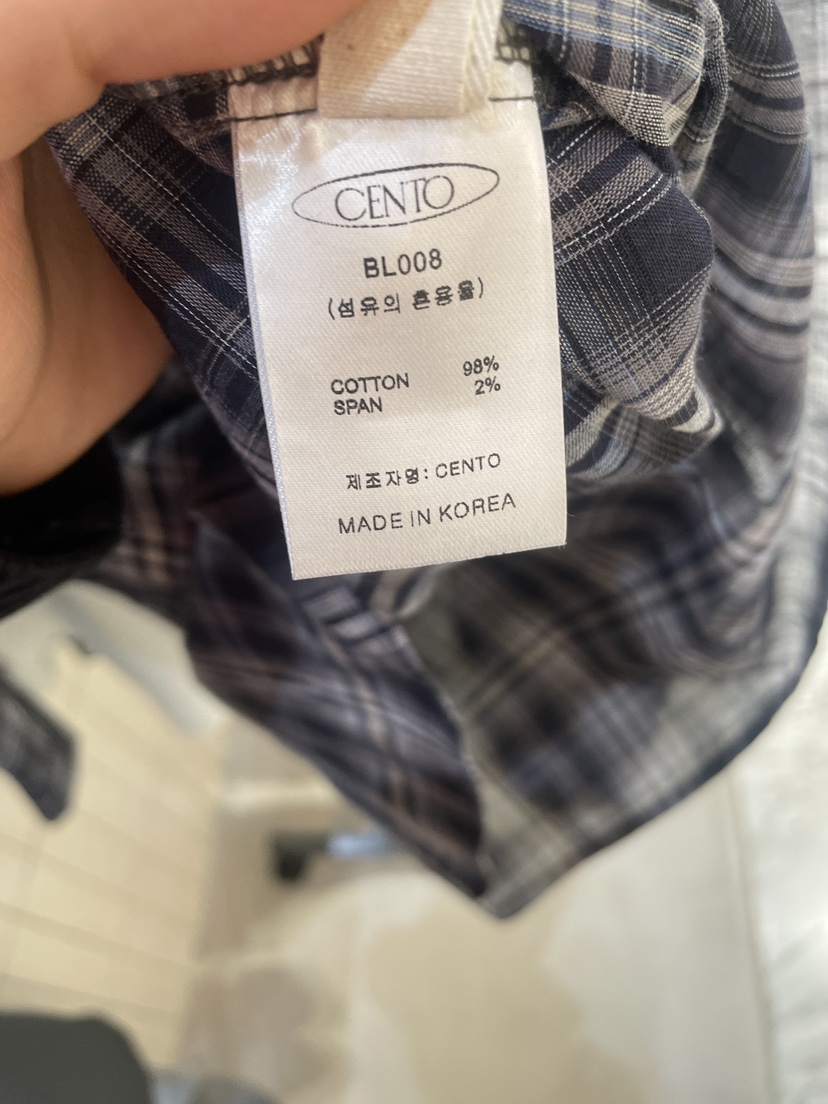 CENTO
BL008
(섬유의 혼용율)
COTTON 98%
SPAN 2%
제조자명: CENTO
MADE IN KOREA